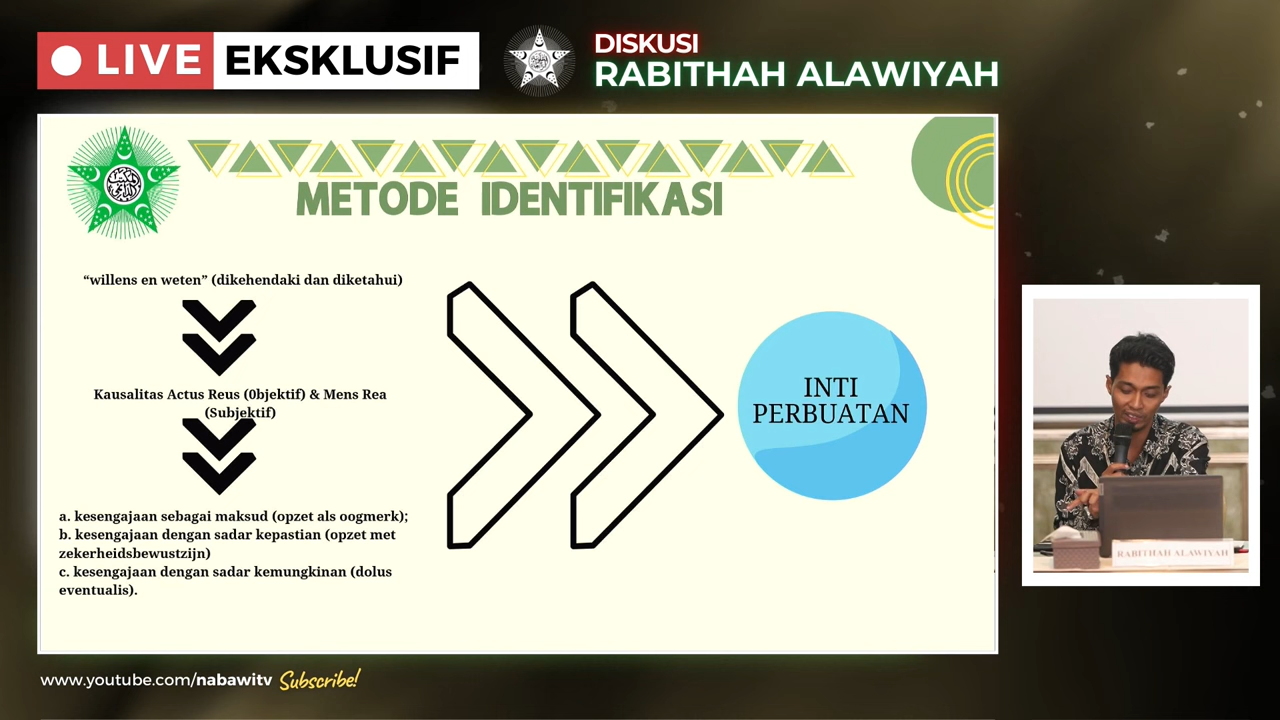 LIVE EKSKLUSIF
DISKUSI
RABITHAH ALAWIYAH
METODE IDENTIFIKASI
“willens en weten” (dikehendaki dan diketahui)
Kausalitas Actus Reus (0bjektif) & Mens Rea
(Subjektif)
a. kesengajaan sebagai maksud (opzet als oogmerk);
b. kesengajaan dengan sadar kepastian (opzet met
zekerheidsbewustzijn)
c. kesengajaan dengan sadar kemungkinan (dolus
eventualis).
INTI
PERBUATAN
RABITHAH ALAWIYAH
www.youtube.com/nabawitv Subscribe!